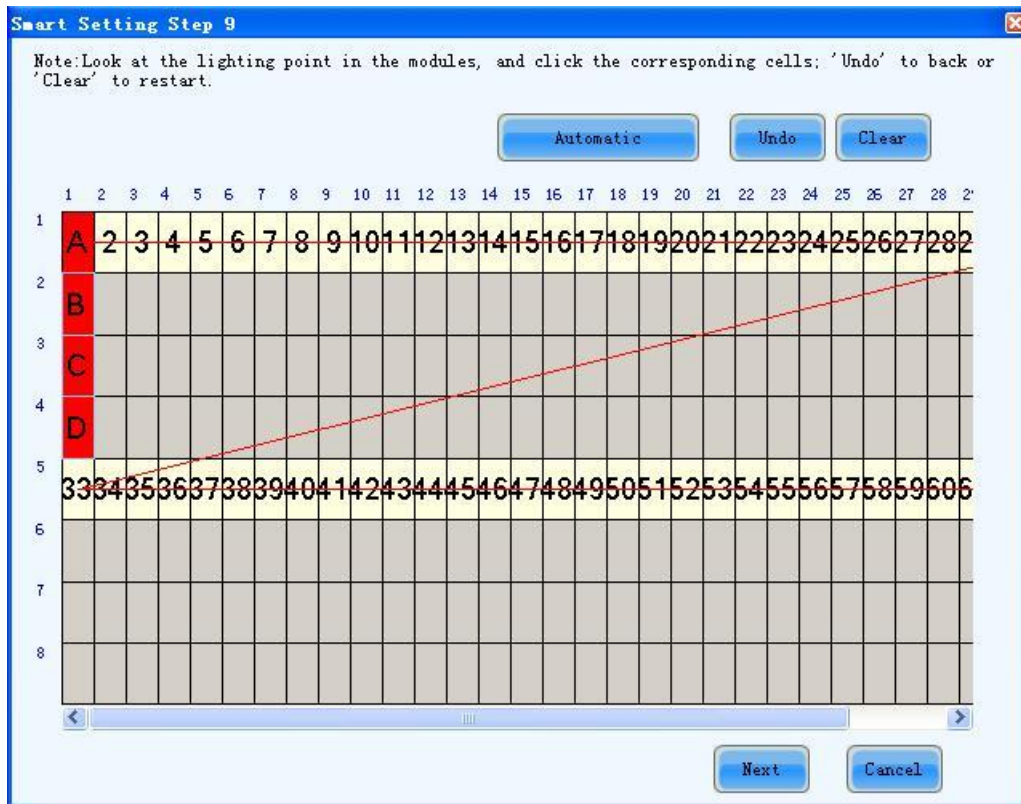 Smart Setting Step 9
Note:Look at the lighting point in the modules, and click the corresponding cells; 'Undo' to back or
'Clear' to restart.
Automatic Undo Clear
1 2 3 4 5 6 7 8 9 10 11 12 13 14 15 16 17 18 19 20 21 22 23 24 25 26 27 28
1 A 2 3 4 5 6 7 8 9 10 11 12 13 14 15 16 17 18 19 20 21 22 23 24 25 26 27 28
2 B
3 C
4 D
5 33 34 35 36 37 38 39 40 41 42 43 44 45 46 47 48 49 50 51 52 53 54 55 56 57 58 59 60
6
7
8
Next Cancel